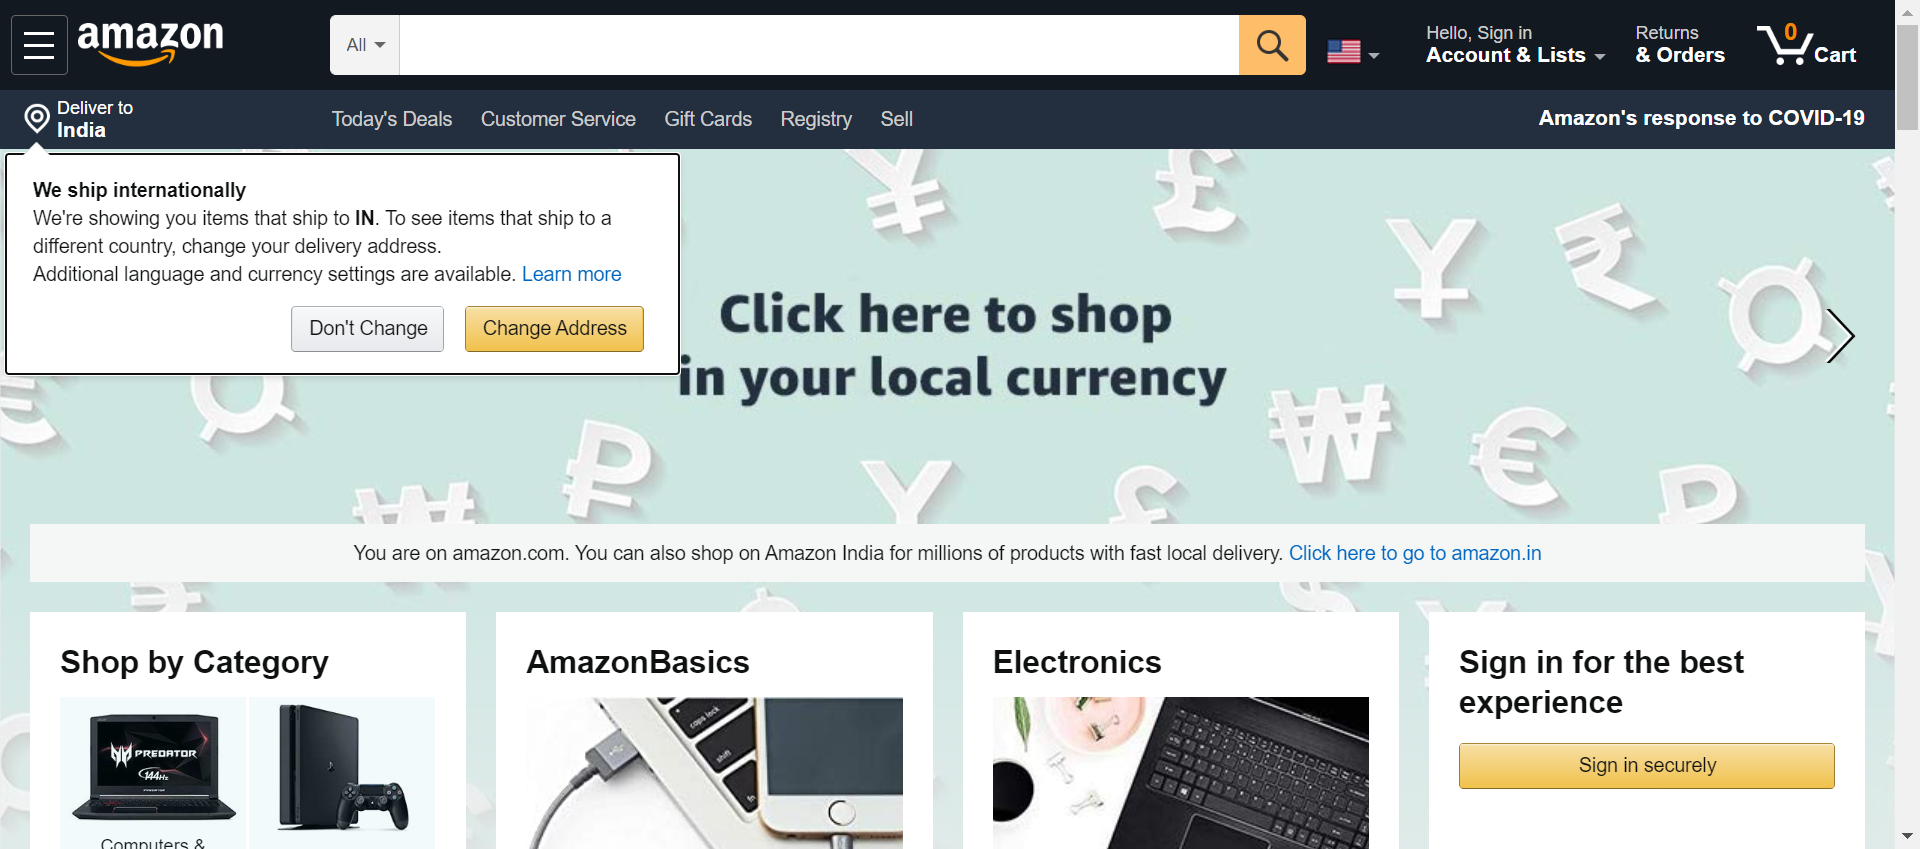 amazon
All
Hello, Sign in
Account & Lists
Returns
& Orders
0
Cart
Deliver to
India
Today's Deals
Customer Service
Gift Cards
Registry
Sell
Amazon's response to COVID-19
We ship internationally
We're showing you items that ship to IN. To see items that ship to a
different country, change your delivery address.
Additional language and currency settings are available. Learn more
Don't Change
Change Address
Click here to shop
in your local currency
You are on amazon.com. You can also shop on Amazon India for millions of products with fast local delivery. Click here to go to amazon.in
Shop by Category
PREDATOR
144Hz
Computers &
AmazonBasics
caps lock
shift
fn
Electronics
Sign in for the best
experience
Sign in securely